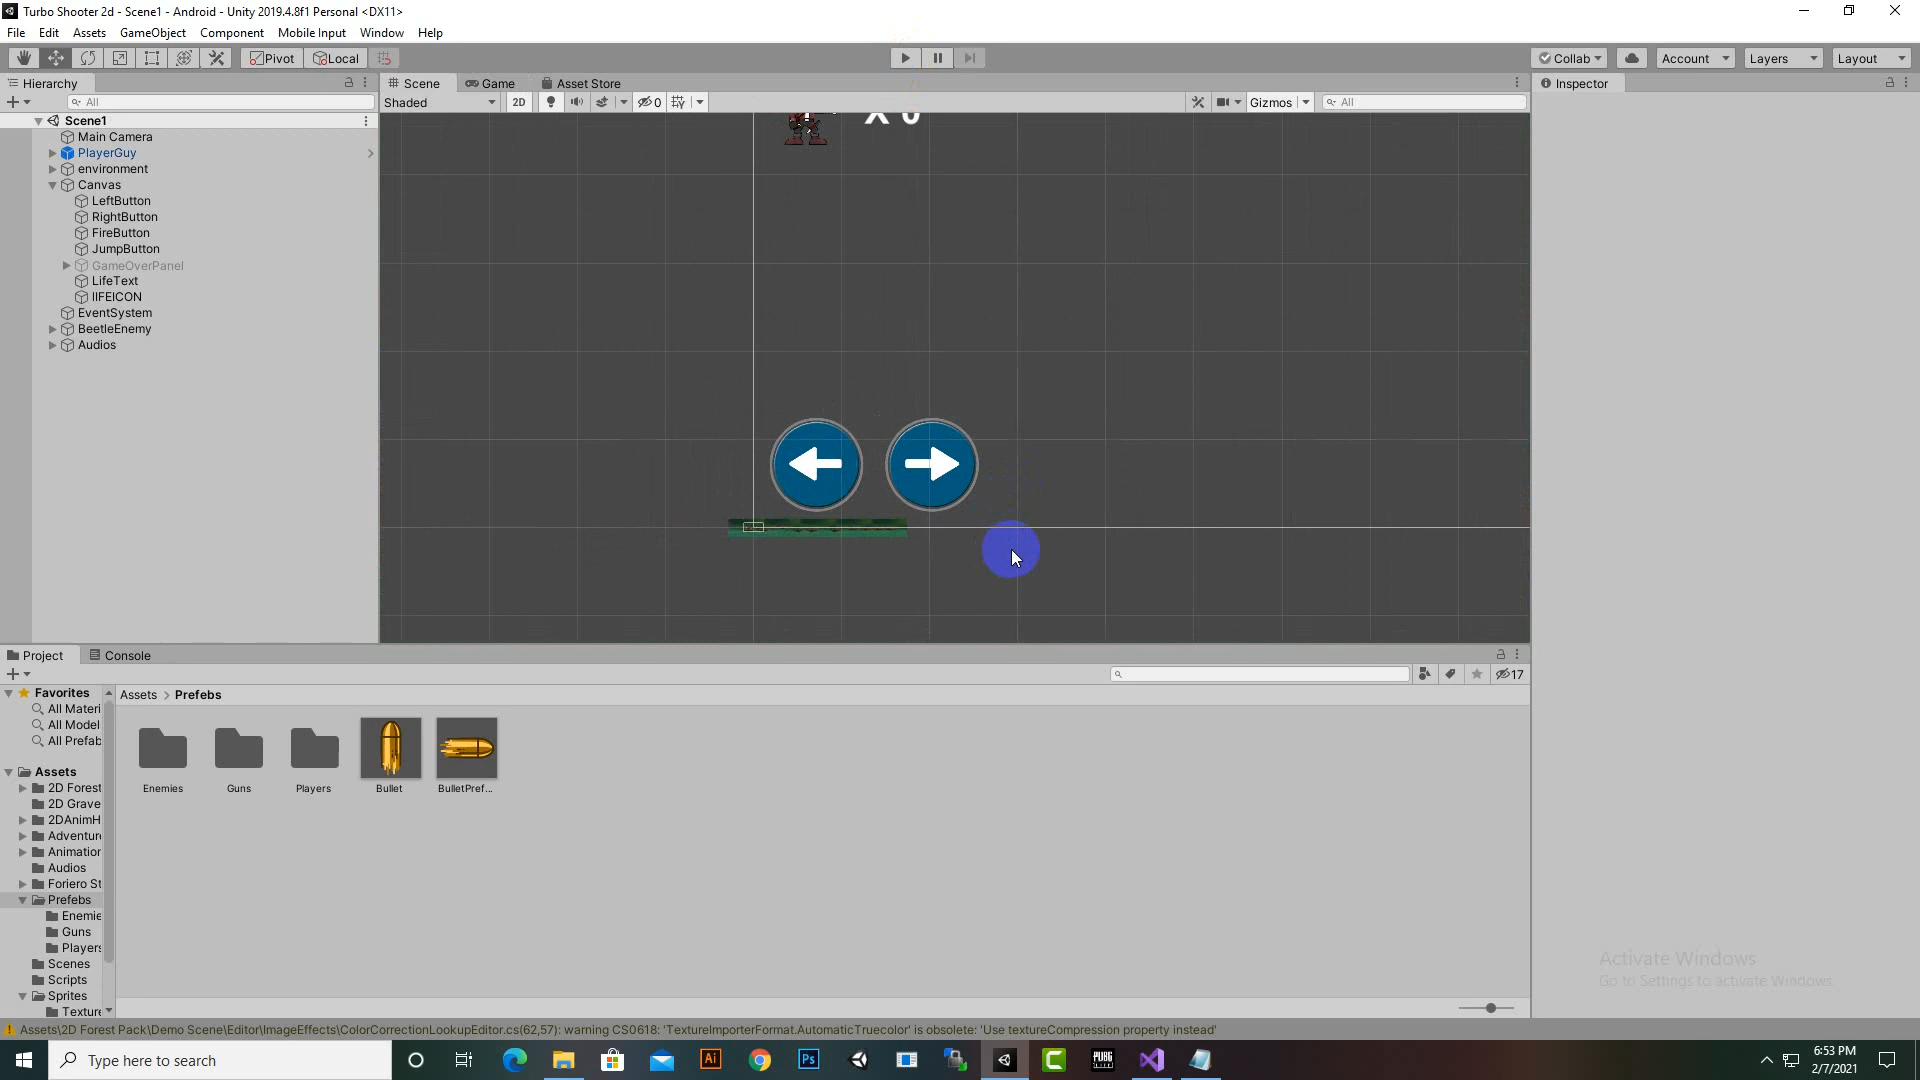 Turbo Shooter 2d - Scene1 - Android - Unity 2019.4.8f1 Personal <DX11>
File Edit Assets GameObject Component Mobile Input Window Help
Pivot Local Collab Account Layers Layout
Hierarchy Scene Game Asset Store Inspector
All Shaded 2D 0 Gizmos All
Scene1
Main Camera
PlayerGuy
environment
Canvas
LeftButton
RightButton
FireButton
JumpButton
GameOverPanel
LifeText
lIFEICON
EventSystem
BeetleEnemy
Audios
X 0
Project Console
17
Favorites
All Materi
All Model
All Prefab
Assets
2D Forest
2D Grave
2DAnimH
Adventur
Animation
Audios
Foriero St
Prefebs
Enemie
Guns
Players
Scenes
Scripts
Sprites
Texture
Assets > Prefebs
Enemies Guns Players Bullet BulletPref...
Activate Windows
Go to Settings to activate Windows.
Assets\2D Forest Pack\Demo Scene\Editor\ImageEffects\ColorCorrectionLookupEditor.cs(62,57): warning CS0618: 'TextureImporterFormat.AutomaticTruecolor' is obsolete: 'Use textureCompression property instead'
Type here to search
Ai
Ps
PUBG
6:53 PM
2/7/2021